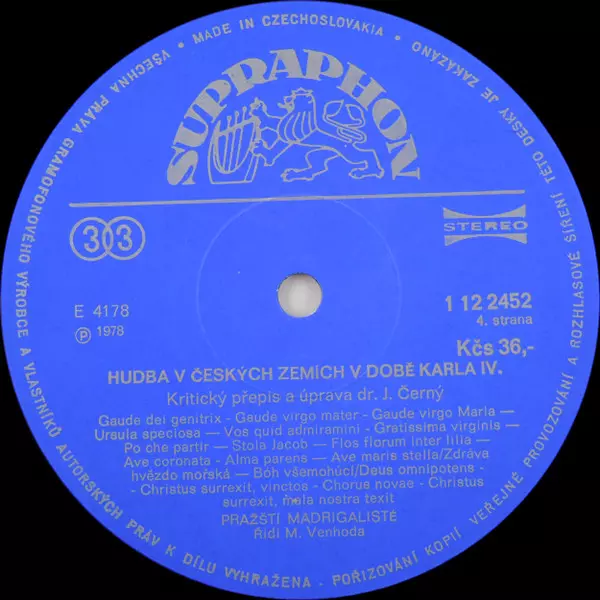 VŠECHNA PRÁVA GRAMOFONOVÉHO VÝROBCE A VLASTNÍKŮ AUTORSKÝCH PRÁV K DÍLU VYHRAŽENA - POŘIZOVÁNÍ KOPIÍ, VEŘEJNÉ PROVOZOVÁNÍ A ROZHLASOVÉ ŠÍŘENÍ TÉTO DESKY JE ZAKÁZÁNO • MADE IN CZECHOSLOVAKIA •
SUPRAPHON
33
STEREO
E 4178
Ⓟ 1978
1 12 2452
4. strana
Kčs 36,-
HUDBA V ČESKÝCH ZEMÍCH V DOBĚ KARLA IV.
Kritický přepis a úprava dr. J. Černý
Gaude dei genitrix - Gaude virgo mater - Gaude virgo Maria —
Ursula speciosa — Vos quid admiramini - Gratissima virginis —
Po che partir — Stola Jacob — Flos florum inter lilia —
Ave coronata - Alma parens — Ave maris stella/Zdráva
hvězdo mořská — Bóh všemohúcí/Deus omnipotens -
- Christus surrexit, vinctos - Chorus novae - Christus
surrexit, mala nostra texit
PRAŽŠTÍ MADRIGALISTÉ
Řídí M. Venhoda